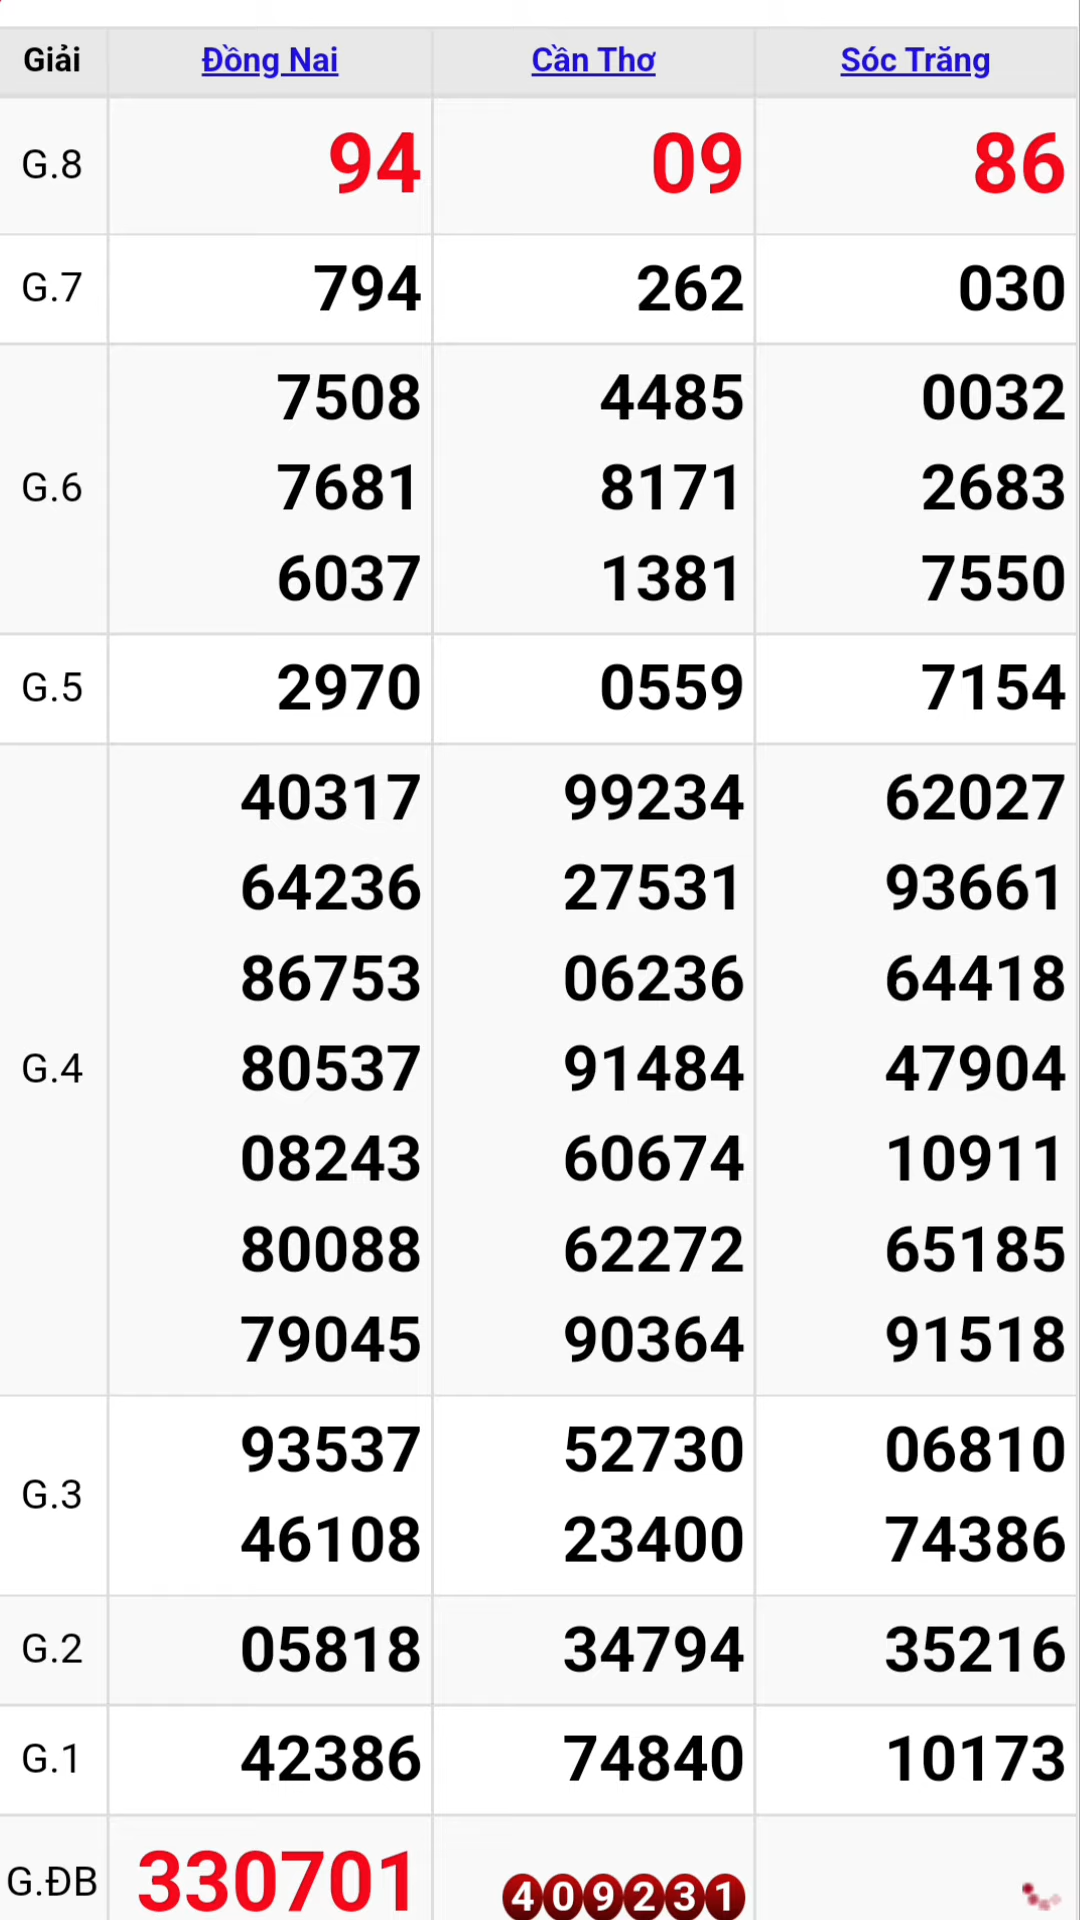 Giải Đồng Nai Cần Thơ Sóc Trăng
G.8 94 09 86
G.7 794 262 030
7508 4485 0032
G.6 7681 8171 2683
6037 1381 7550
G.5 2970 0559 7154
40317 99234 62027
64236 27531 93661
86753 06236 64418
G.4 80537 91484 47904
08243 60674 10911
80088 62272 65185
79045 90364 91518
93537 52730 06810
G.3
46108 23400 74386
G.2 05818 34794 35216
G.1 42386 74840 10173
G.ĐB 330701 409231